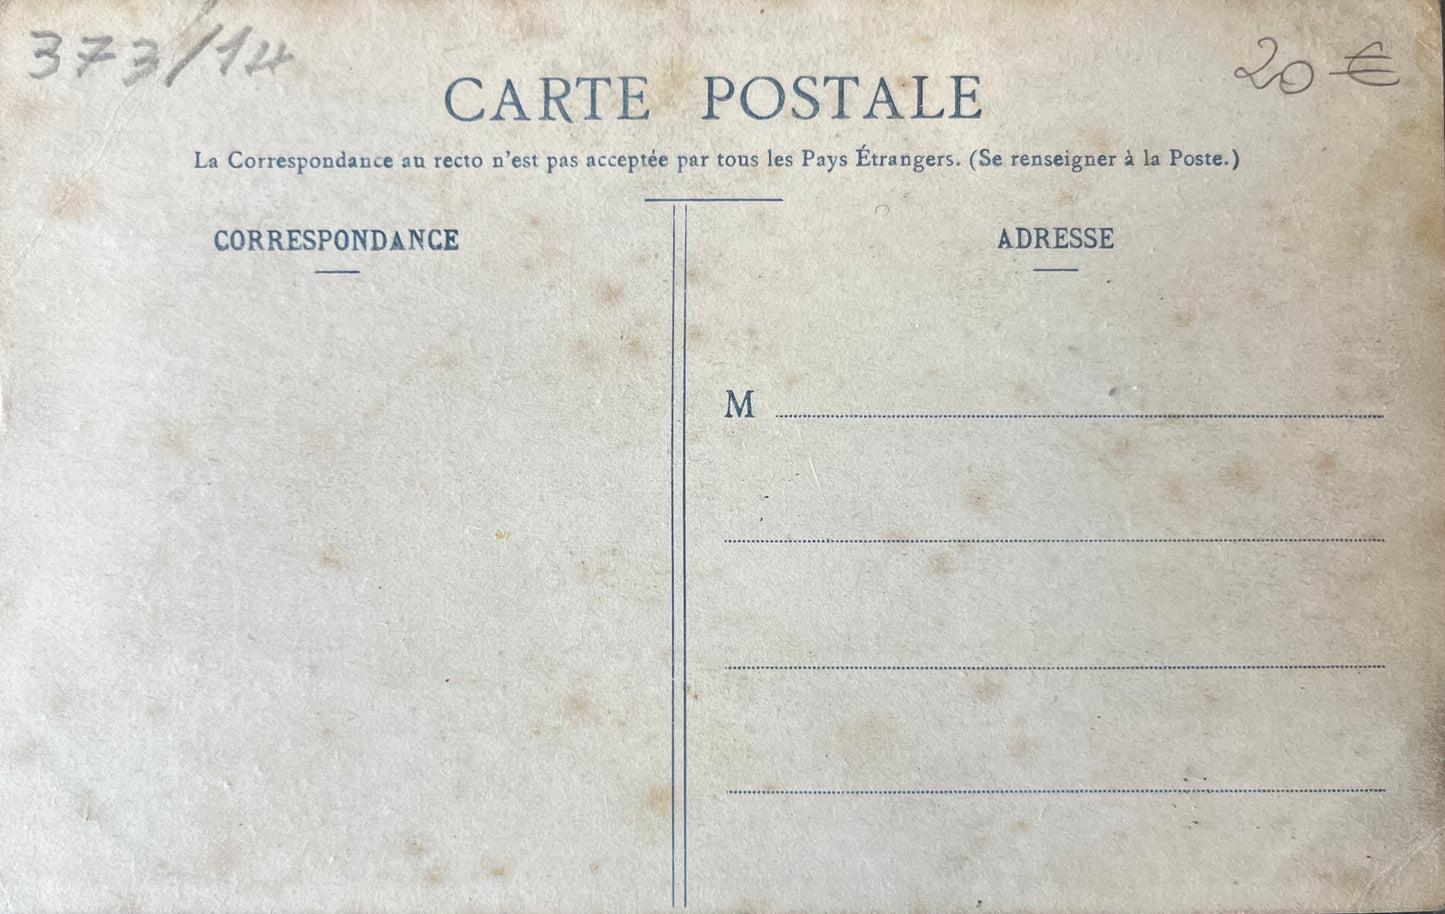 373/14
20 €
CARTE POSTALE
La Correspondance au recto n'est pas acceptée par tous les Pays Étrangers. (Se renseigner à la Poste.)
CORRESPONDANCE
ADRESSE
M